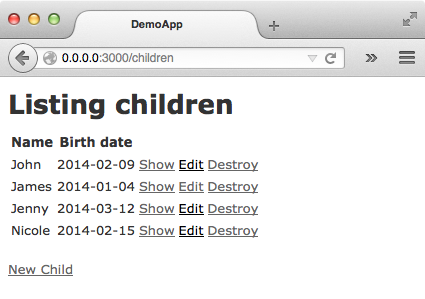 DemoApp
0.0.0.0:3000/children
Listing children
Name Birth date
John 2014-02-09 Show Edit Destroy
James 2014-01-04 Show Edit Destroy
Jenny 2014-03-12 Show Edit Destroy
Nicole 2014-02-15 Show Edit Destroy
New Child